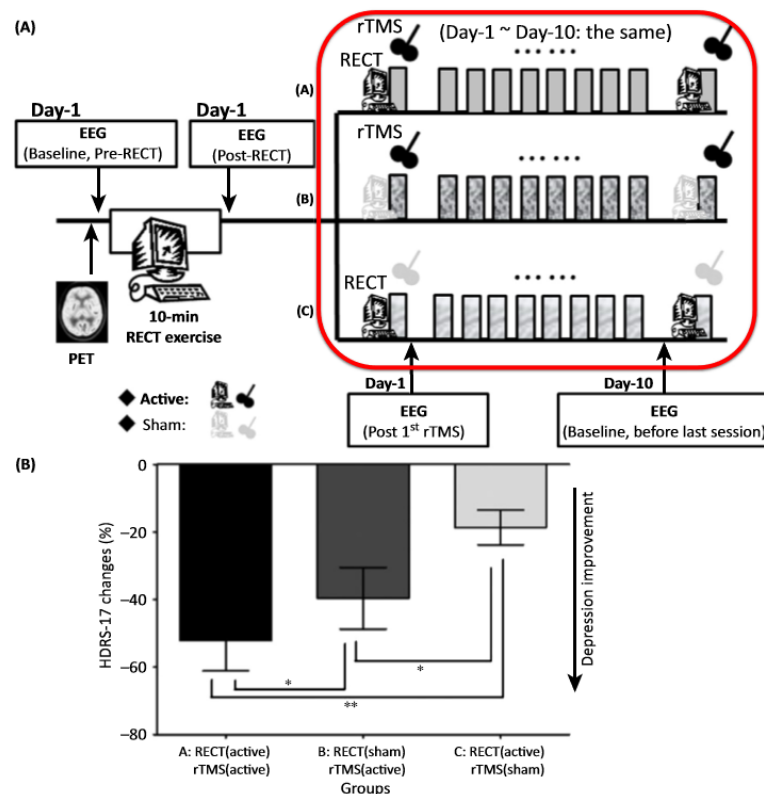 (A)
rTMS
(Day-1 ~ Day-10: the same)
RECT
(A)
Day-1
EEG
(Baseline, Pre-RECT)
Day-1
EEG
(Post-RECT)
rTMS
(B)
10-min
RECT exercise
PET
RECT
(C)
Active:
Sham:
Day-1
EEG
(Post 1st rTMS)
Day-10
EEG
(Baseline, before last session)
(B)
HDRS-17 changes (%)
0
−20
−40
−60
−80
*
*
**
Depression improvement
A: RECT(active)
rTMS(active)
B: RECT(sham)
rTMS(active)
C: RECT(active)
rTMS(sham)
Groups